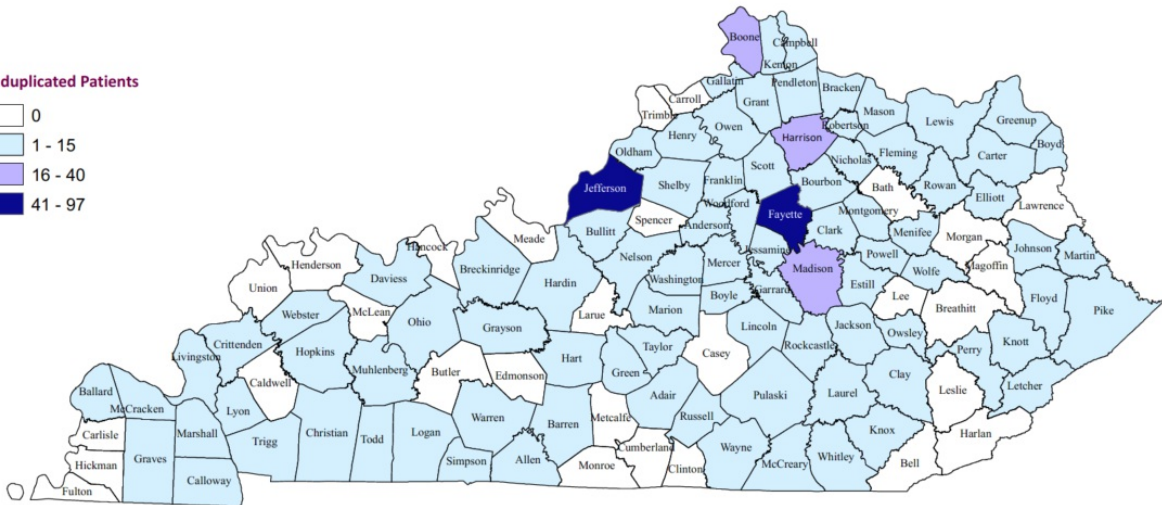 duplicated Patients
0
1 - 15
16 - 40
41 - 97
Boone
Campbell
Kenton
Gallatin
Pendleton
Bracken
Carroll
Trimble
Grant
Mason
Owen
Henry
Robertson
Lewis
Greenup
Harrison
Oldham
Boyd
Fleming
Carter
Nicholas
Scott
Jefferson
Shelby
Franklin
Bourbon
Bath
Rowan
Elliott
Lawrence
Woodford
Fayette
Montgomery
Spencer
Anderson
Clark
Menifee
Morgan
Bullitt
Meade
Hancock
Jessamine
Johnson
Martin
Powell
Nelson
Mercer
Madison
Magoffin
Wolfe
Henderson
Daviess
Breckinridge
Washington
Hardin
Estill
Union
Garrard
Boyle
Lee
Floyd
Pike
Breathitt
Webster
McLean
Larue
Marion
Ohio
Grayson
Lincoln
Jackson
Owsley
Crittenden
Rockcastle
Knott
Taylor
Perry
Hopkins
Casey
Livingston
Hart
Muhlenberg
Butler
Edmonson
Green
Clay
Caldwell
Letcher
Leslie
Ballard
Adair
Pulaski
Laurel
McCracken
Lyon
Metcalfe
Russell
Warren
Barren
Carlisle
Marshall
Christian
Logan
Knox
Harlan
Trigg
Todd
Cumberland
Wayne
Whitley
Graves
Hickman
Simpson
Allen
Monroe
Clinton
McCreary
Bell
Calloway
Fulton